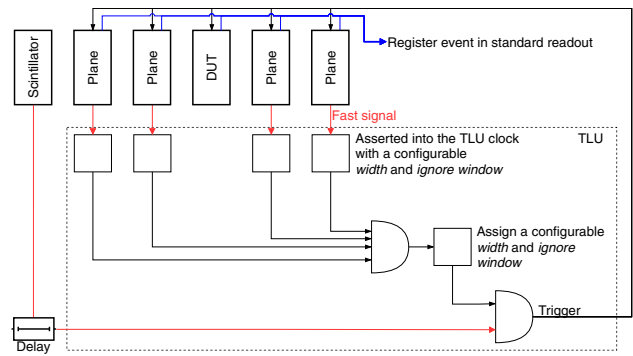 Scintillator
Plane
Plane
DUT
Plane
Plane
Register event in standard readout
Fast signal
Asserted into the TLU clock
with a configurable
width and ignore window
TLU
Assign a configurable
width and ignore
window
Trigger
Delay